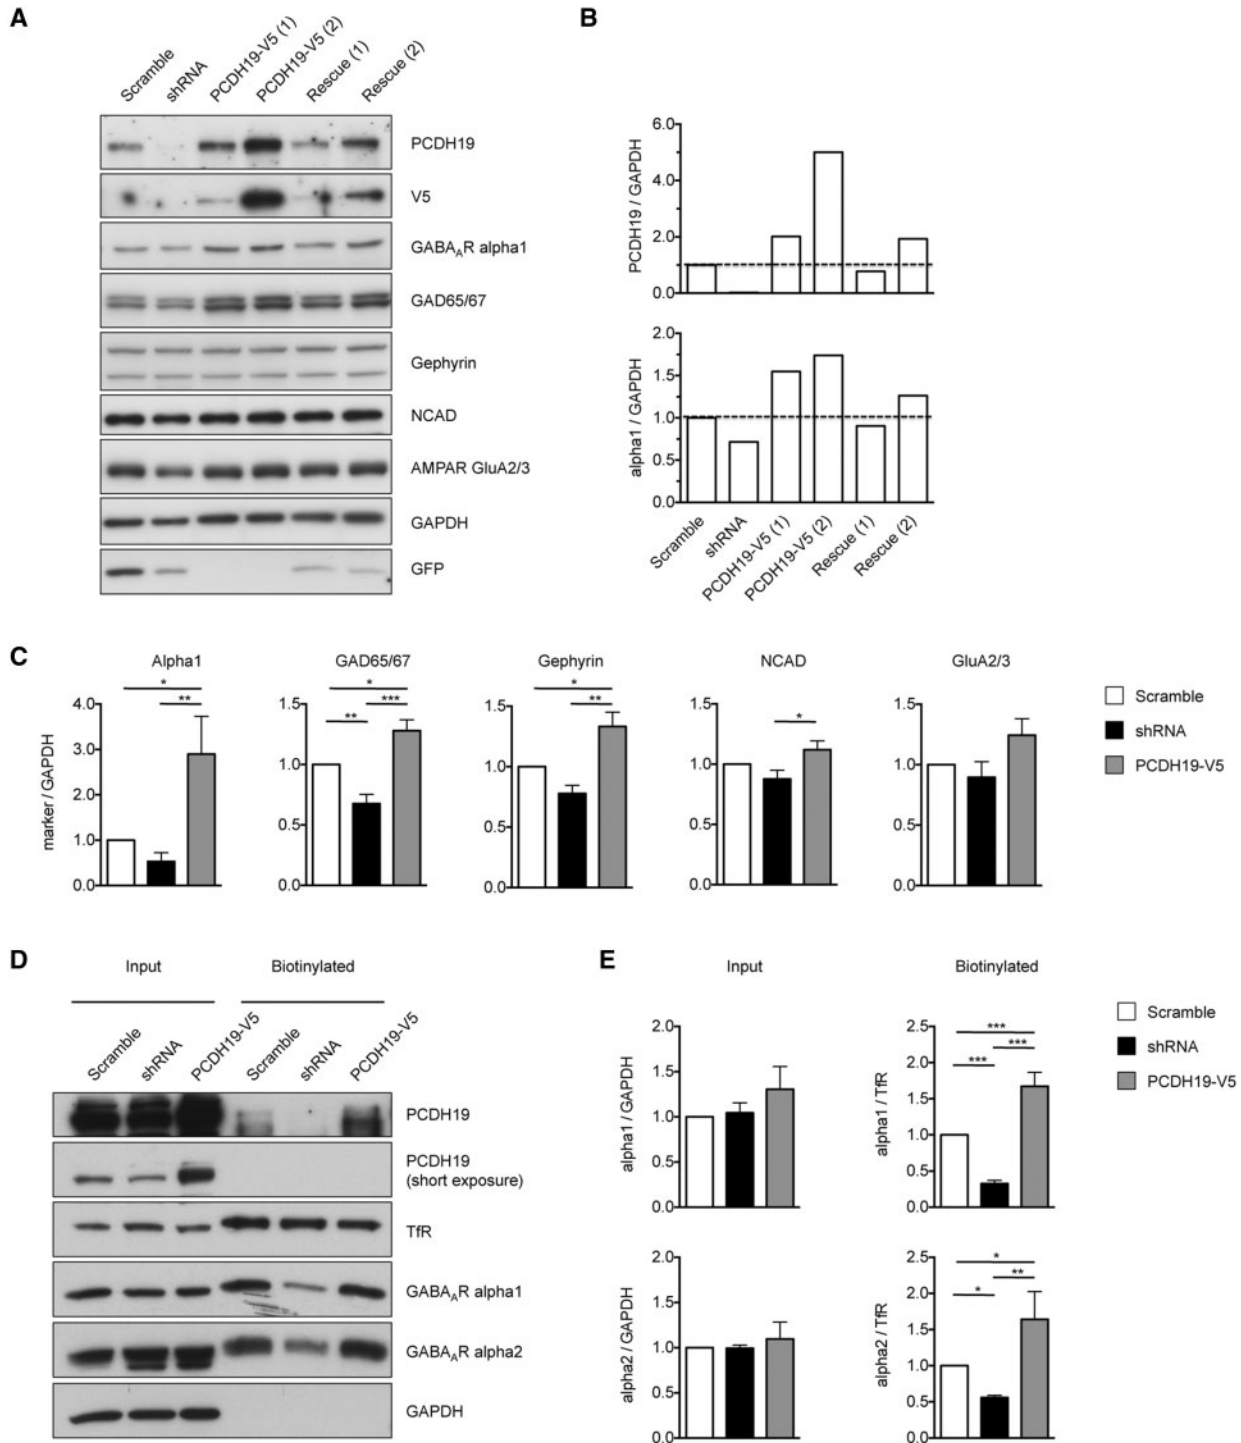 A
Scramble
shRNA
PCDH19-V5 (1)
PCDH19-V5 (2)
Rescue (1)
Rescue (2)
PCDH19
V5
GABAAR alpha1
GAD65/67
Gephyrin
NCAD
AMPAR GluA2/3
GAPDH
GFP
B
PCDH19 / GAPDH
6.0
4.0
2.0
0.0
alpha1 / GAPDH
2.0
1.5
1.0
0.5
0.0
Scramble
shRNA
PCDH19-V5 (1)
PCDH19-V5 (2)
Rescue (1)
Rescue (2)
C
marker / GAPDH
Alpha1
*
**
4.0
3.0
2.0
1.0
0.0
GAD65/67
*
**
***
1.5
1.0
0.5
0.0
Gephyrin
*
**
1.5
1.0
0.5
0.0
NCAD
*
1.5
1.0
0.5
0.0
GluA2/3
1.5
1.0
0.5
0.0
Scramble
shRNA
PCDH19-V5
D
Input
Biotinylated
Scramble
shRNA
PCDH19-V5
Scramble
shRNA
PCDH19-V5
PCDH19
PCDH19
(short exposure)
TfR
GABAAR alpha1
GABAAR alpha2
GAPDH
E
Input
alpha1 / GAPDH
2.0
1.5
1.0
0.5
0.0
Biotinylated
alpha1 / TfR
***
***
***
2.5
2.0
1.5
1.0
0.5
0.0
Scramble
shRNA
PCDH19-V5
alpha2 / GAPDH
2.0
1.5
1.0
0.5
0.0
alpha2 / TfR
*
**
*
2.5
2.0
1.5
1.0
0.5
0.0